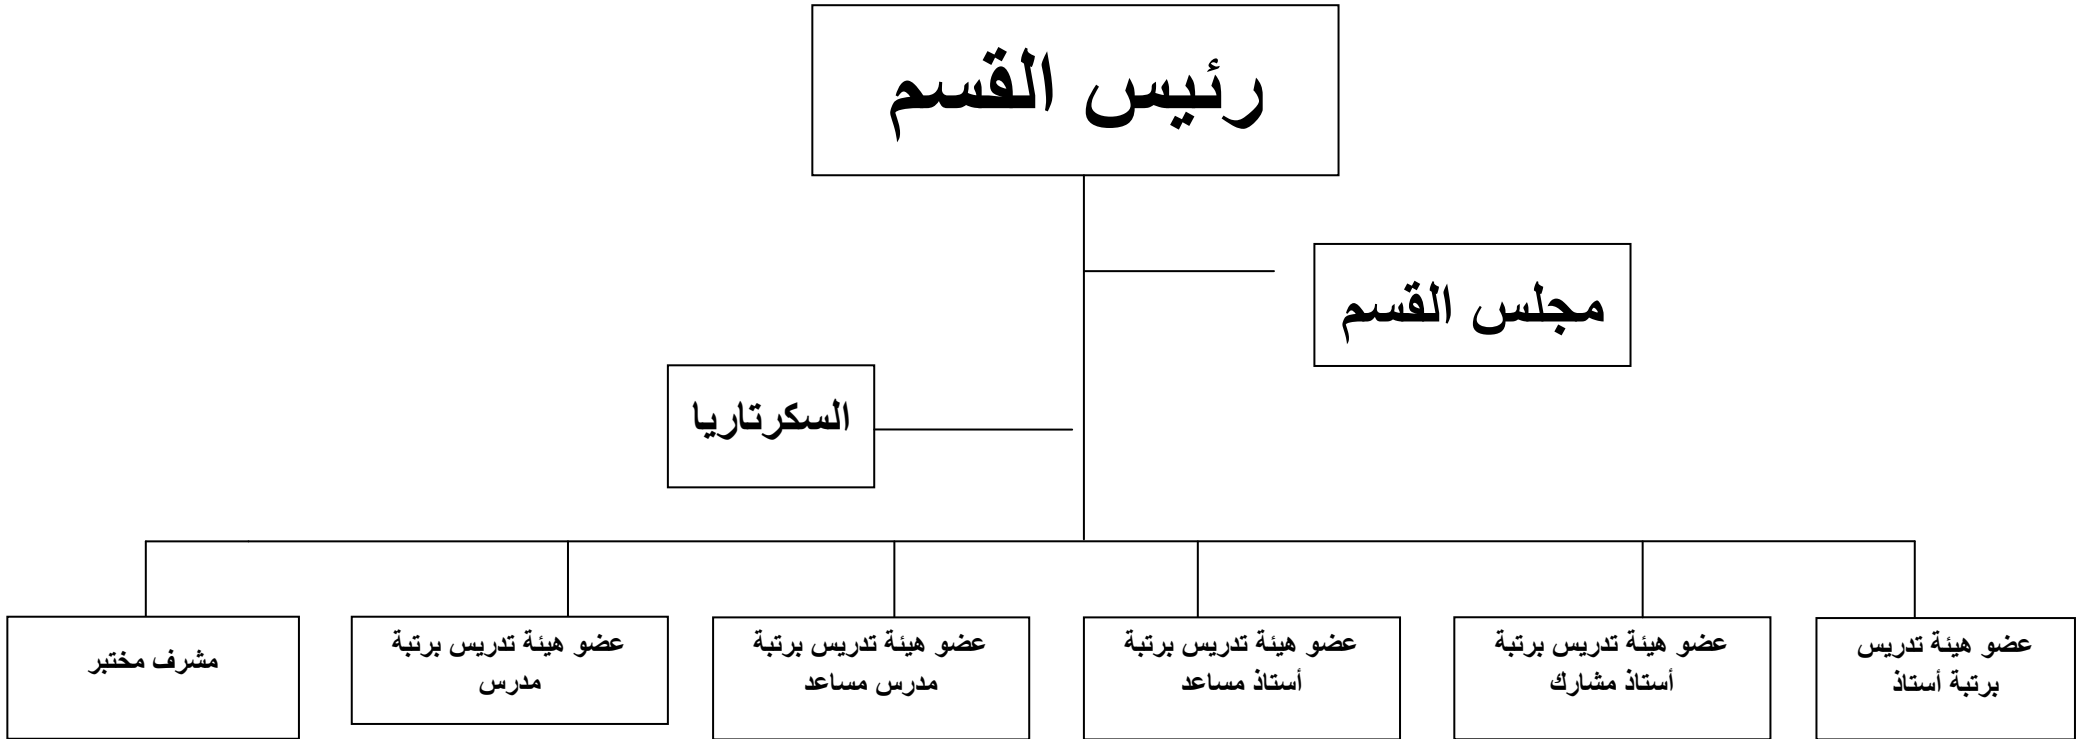 رئيس القسم
مجلس القسم
السكرتاريا
عضو هيئة تدريس
برتبة أستاذ
عضو هيئة تدريس برتبة
أستاذ مشارك
عضو هيئة تدريس برتبة
أستاذ مساعد
عضو هيئة تدريس برتبة
مدرس مساعد
عضو هيئة تدريس برتبة
مدرس
مشرف مختبر